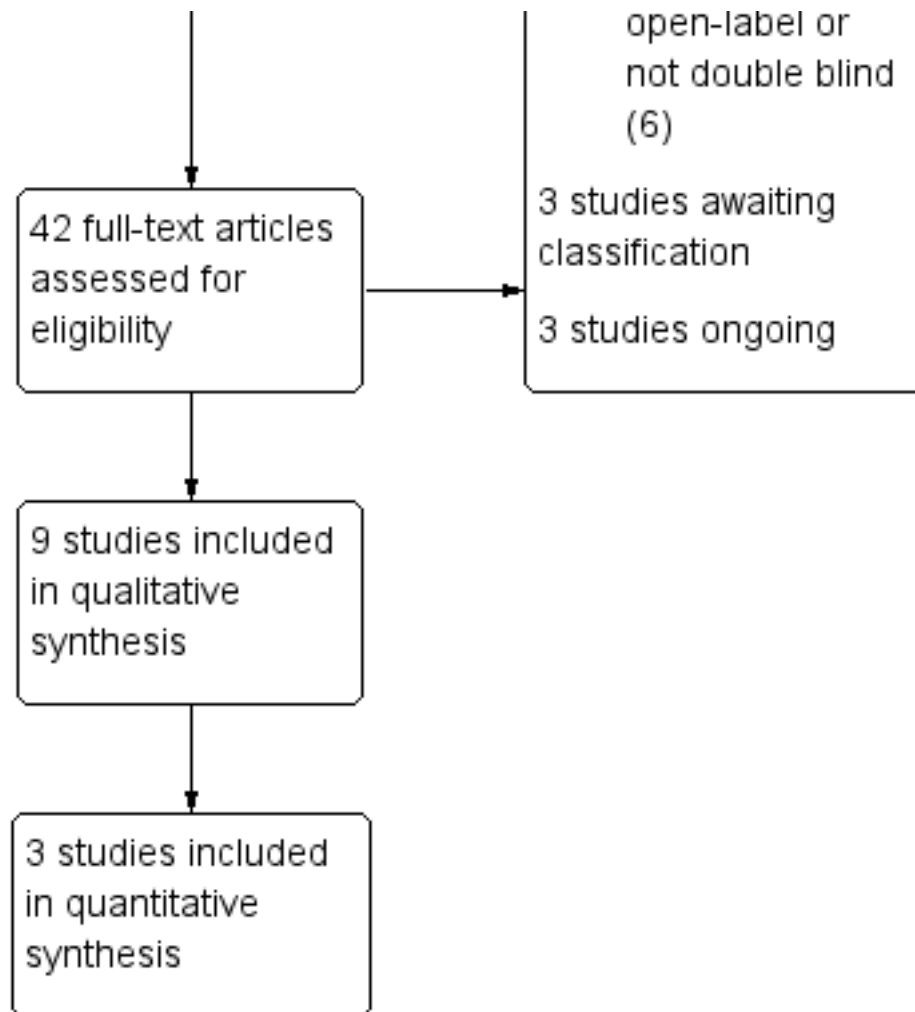 open-label or
not double blind
(6)
3 studies awaiting
classification
3 studies ongoing
42 full-text articles
assessed for
eligibility
9 studies included
in qualitative
synthesis
3 studies included
in quantitative
synthesis